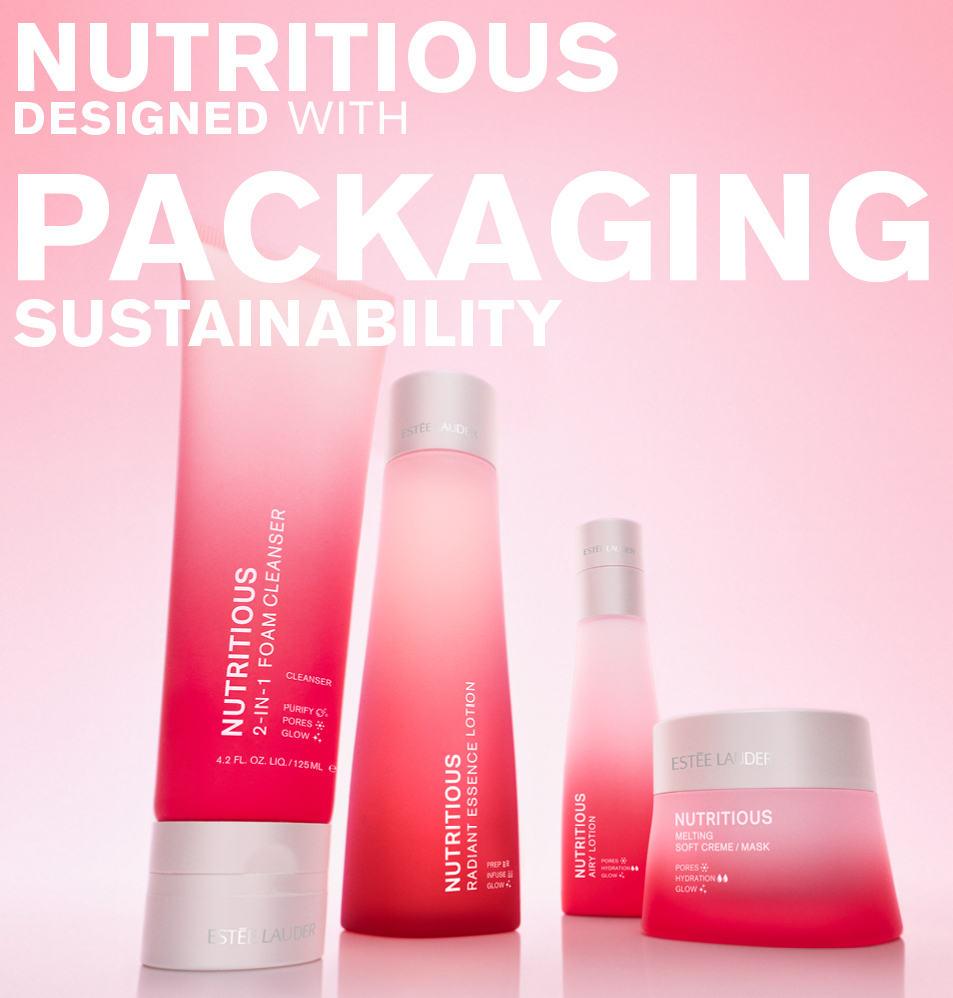 NUTRITIOUS
DESIGNED WITH
PACKAGING
SUSTAINABILITY
NUTRITIOUS
2-IN-1 FOAM CLEANSER
CLEANSER
PURIFY
PORES
GLOW
4.2 FL. OZ. LIQ. / 125 ML ℮
ESTĒE LAUDER
ESTĒE LAUDER
NUTRITIOUS
RADIANT ESSENCE LOTION
PREP
INFUSE
GLOW
ESTĒE LAUDER
NUTRITIOUS
AIRY LOTION
PORES
HYDRATION
GLOW
ESTĒE LAUDER
NUTRITIOUS
MELTING
SOFT CREME / MASK
PORES
HYDRATION
GLOW